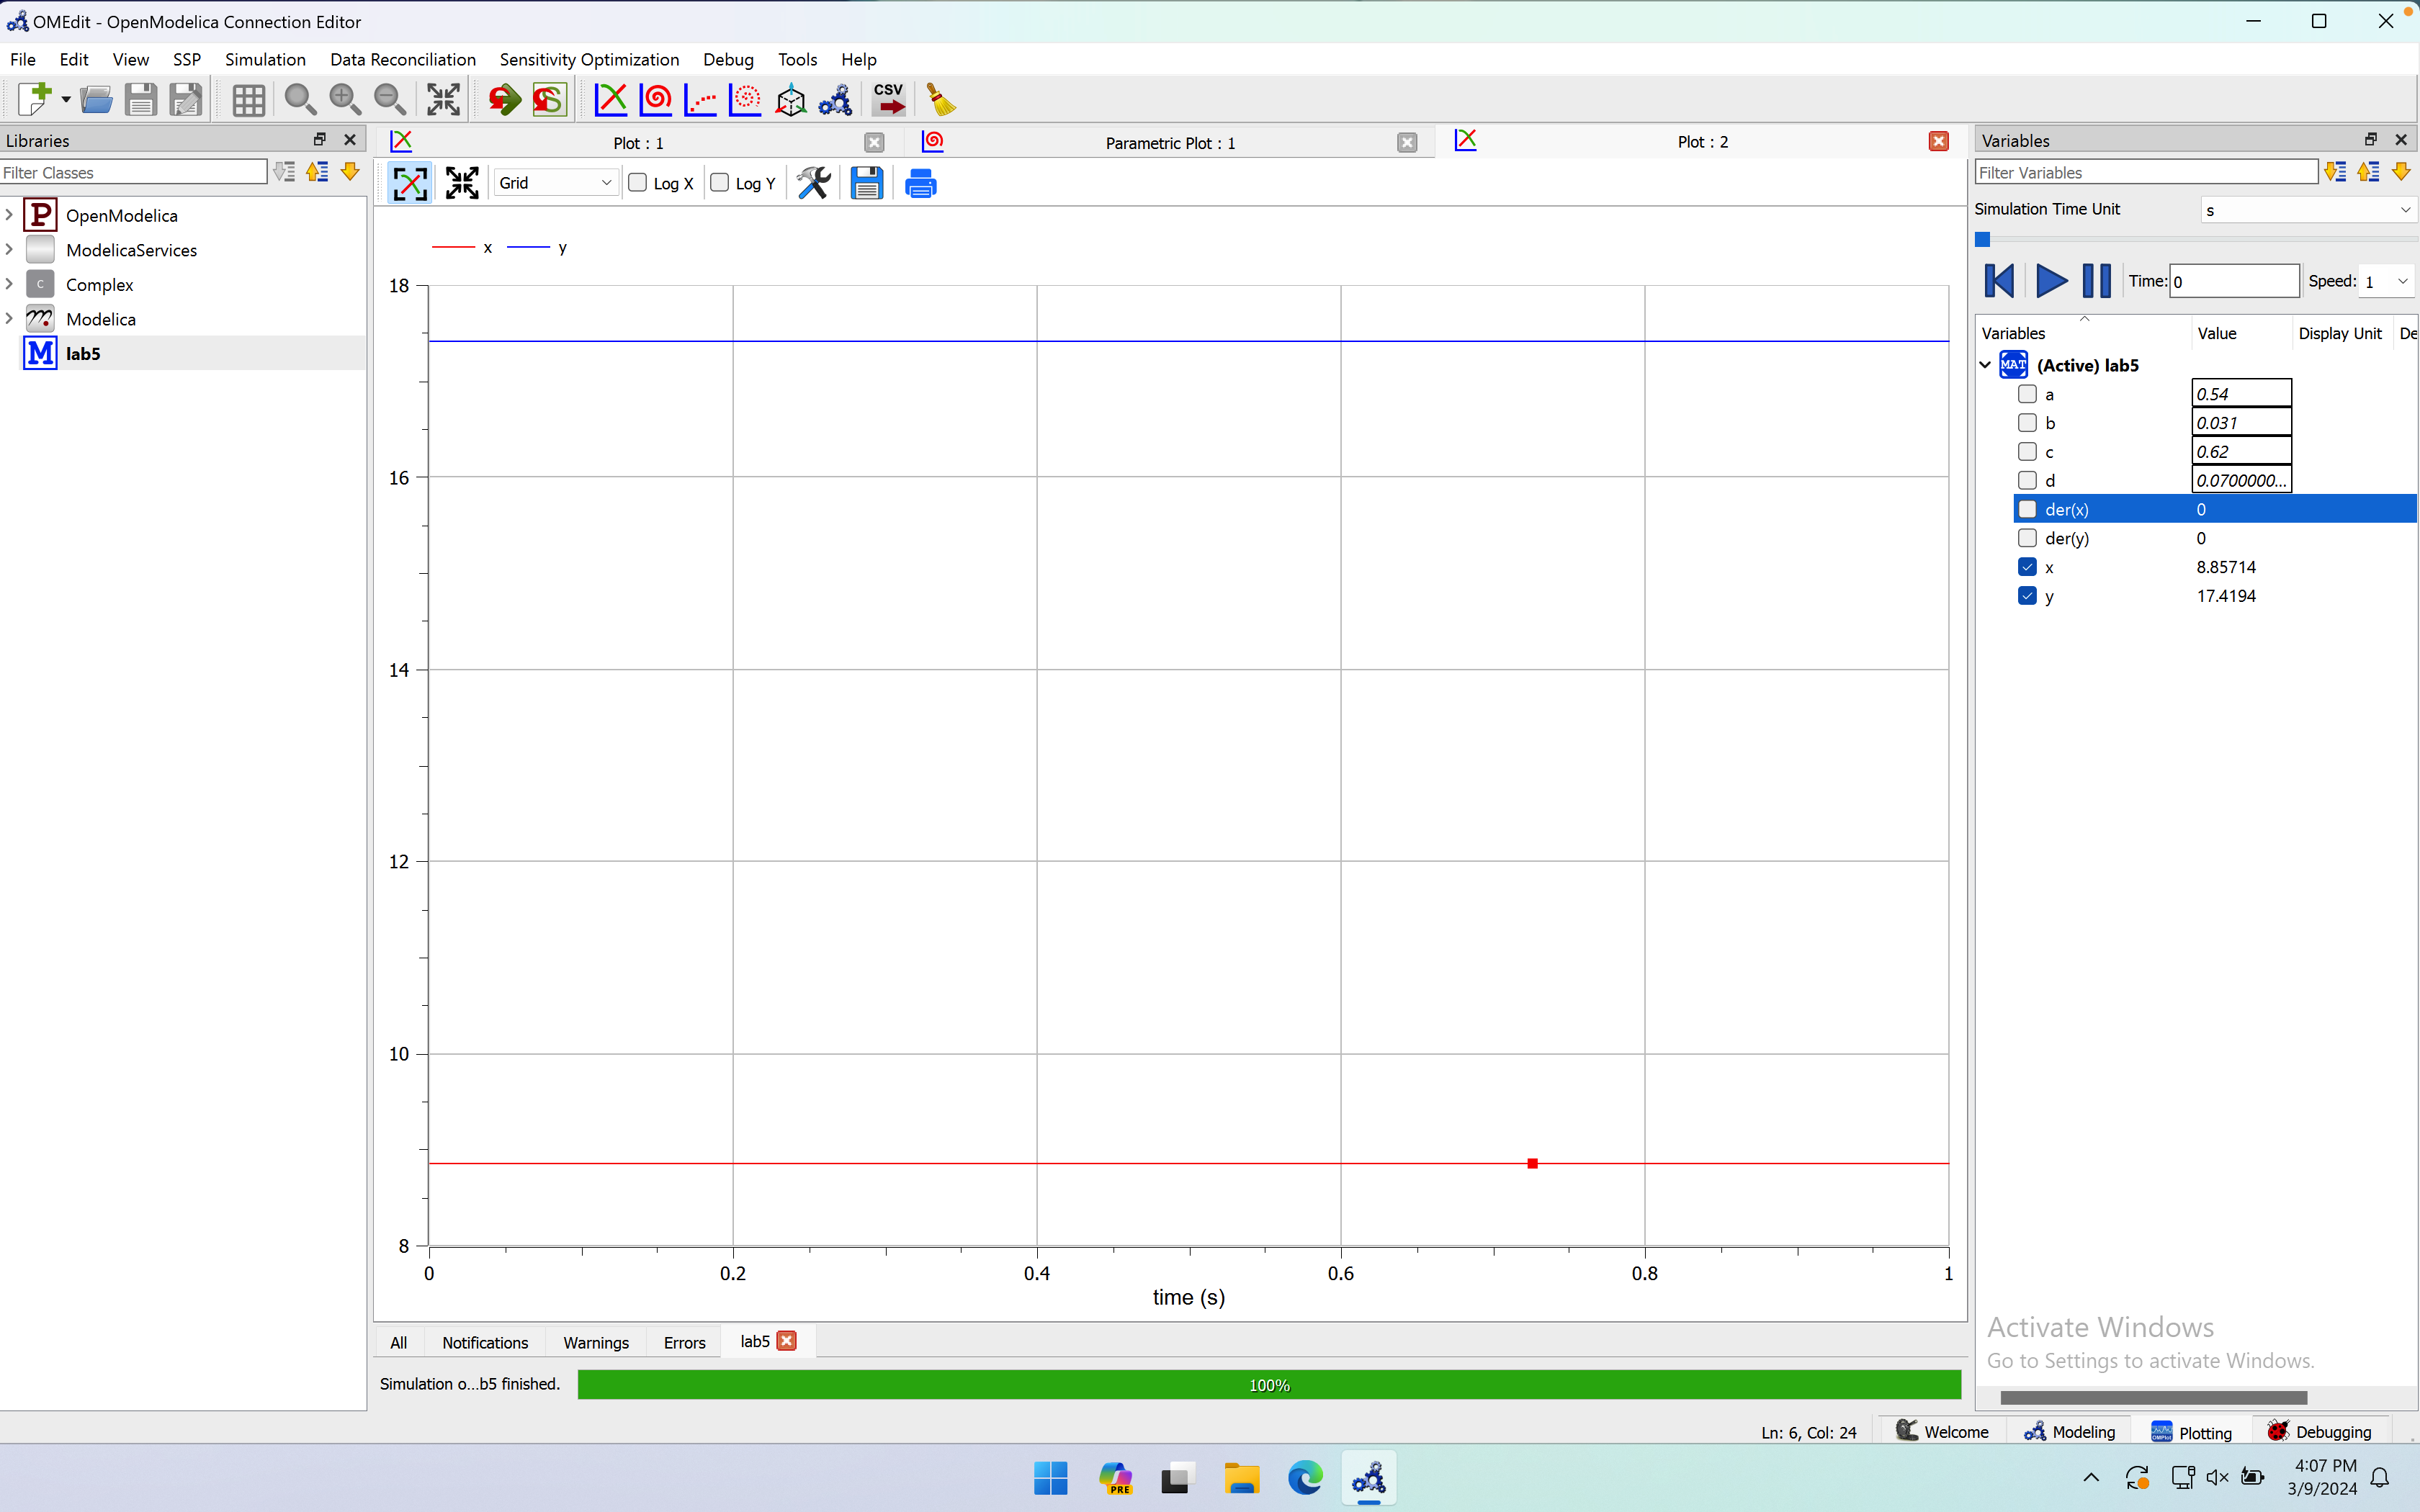 OMEdit - OpenModelica Connection Editor
File Edit View SSP Simulation Data Reconciliation Sensitivity Optimization Debug Tools Help
CSV
Libraries
Filter Classes
P OpenModelica
ModelicaServices
C Complex
Modelica
M lab5
Plot : 1
Parametric Plot : 1
Plot : 2
Grid
Log X
Log Y
x y
18
16
14
12
10
8
0 0.2 0.4 0.6 0.8 1
time (s)
All Notifications Warnings Errors lab5
Simulation o...b5 finished.
100%
Variables
Filter Variables
Simulation Time Unit s
Time: 0 Speed: 1
Variables Value Display Unit De
MAT (Active) lab5
a 0.54
b 0.031
c 0.62
d 0.0700000...
der(x) 0
der(y) 0
x 8.85714
y 17.4194
Activate Windows
Go to Settings to activate Windows.
Ln: 6, Col: 24 Welcome Modeling Plotting Debugging
PRE
4:07 PM
3/9/2024